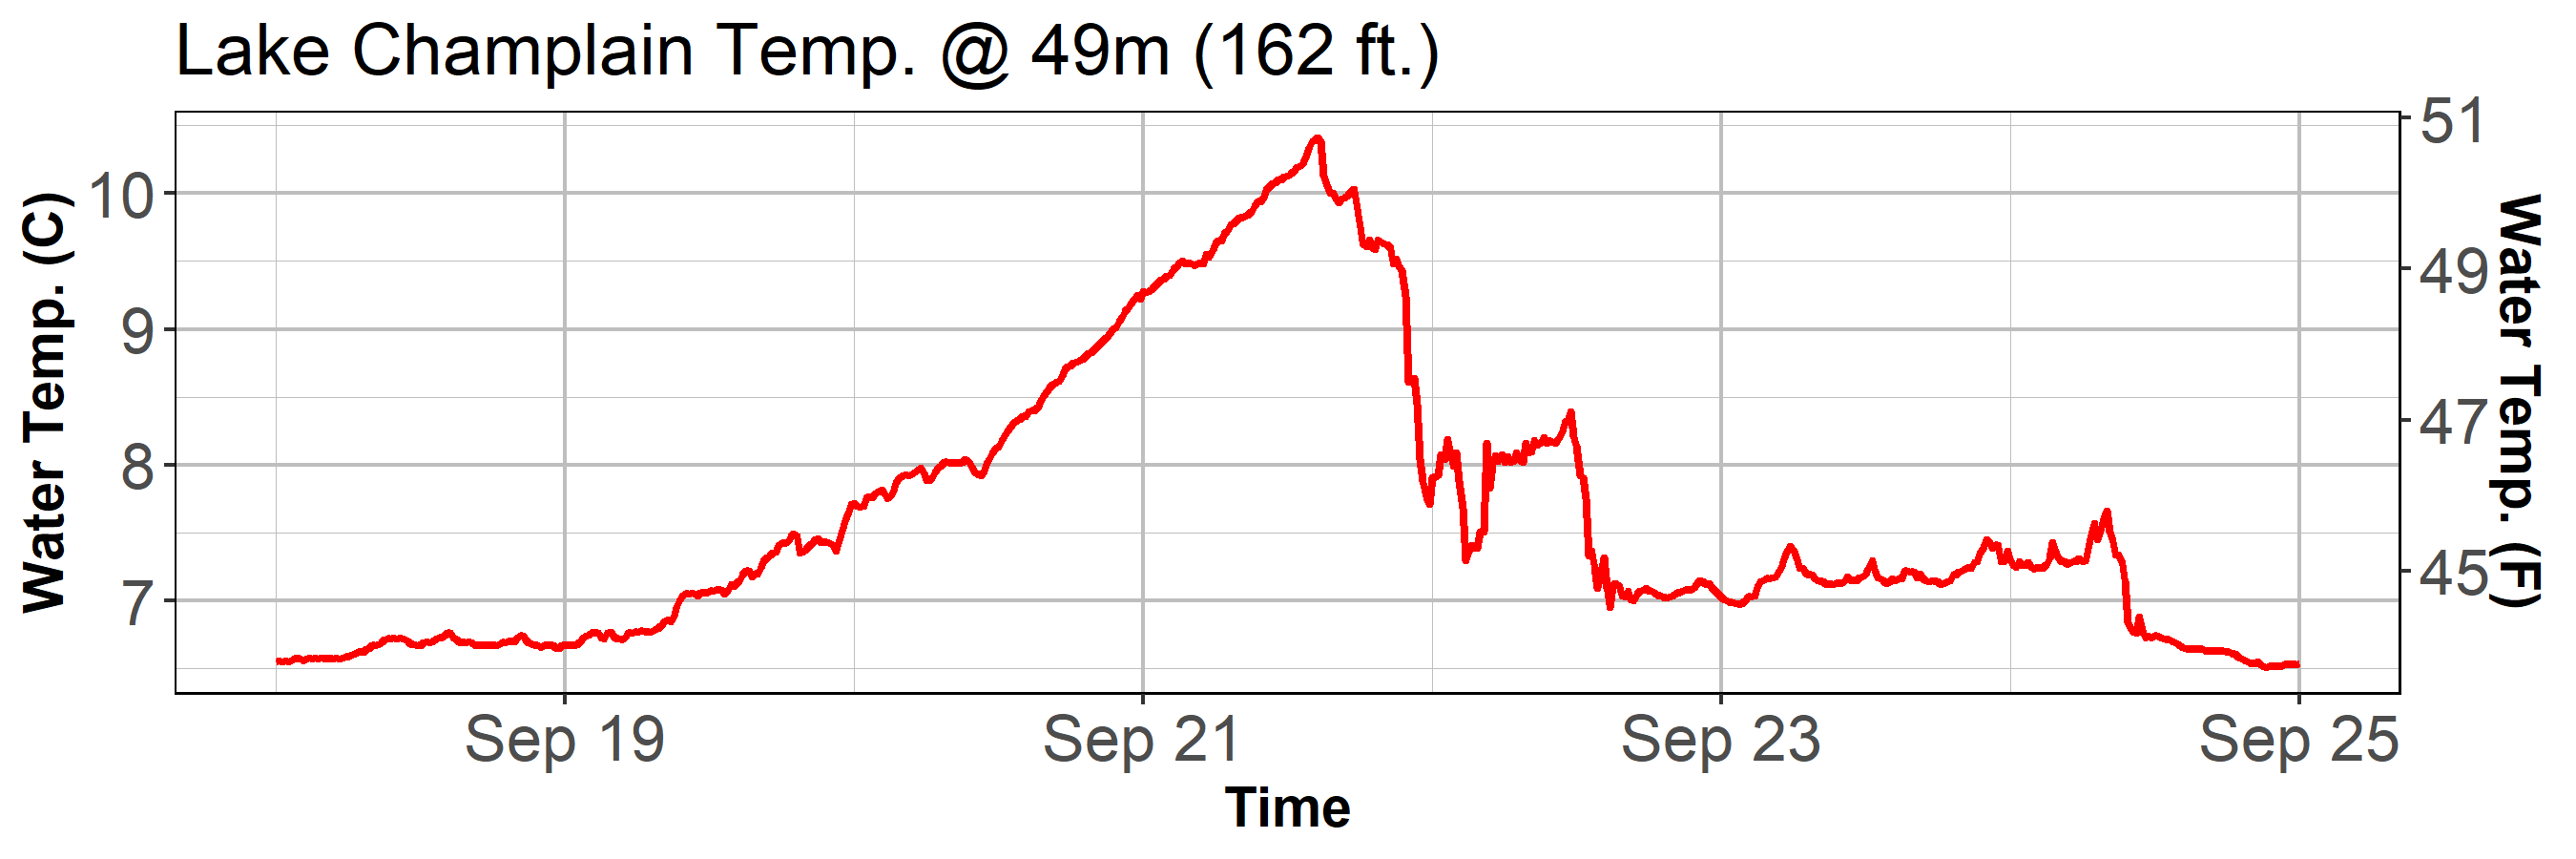 Lake Champlain Temp. @ 49m (162 ft.)
Water Temp. (C)
10
9
8
7
51
49
47
45
Water Temp. (F)
Sep 19 Sep 21 Sep 23 Sep 25
Time